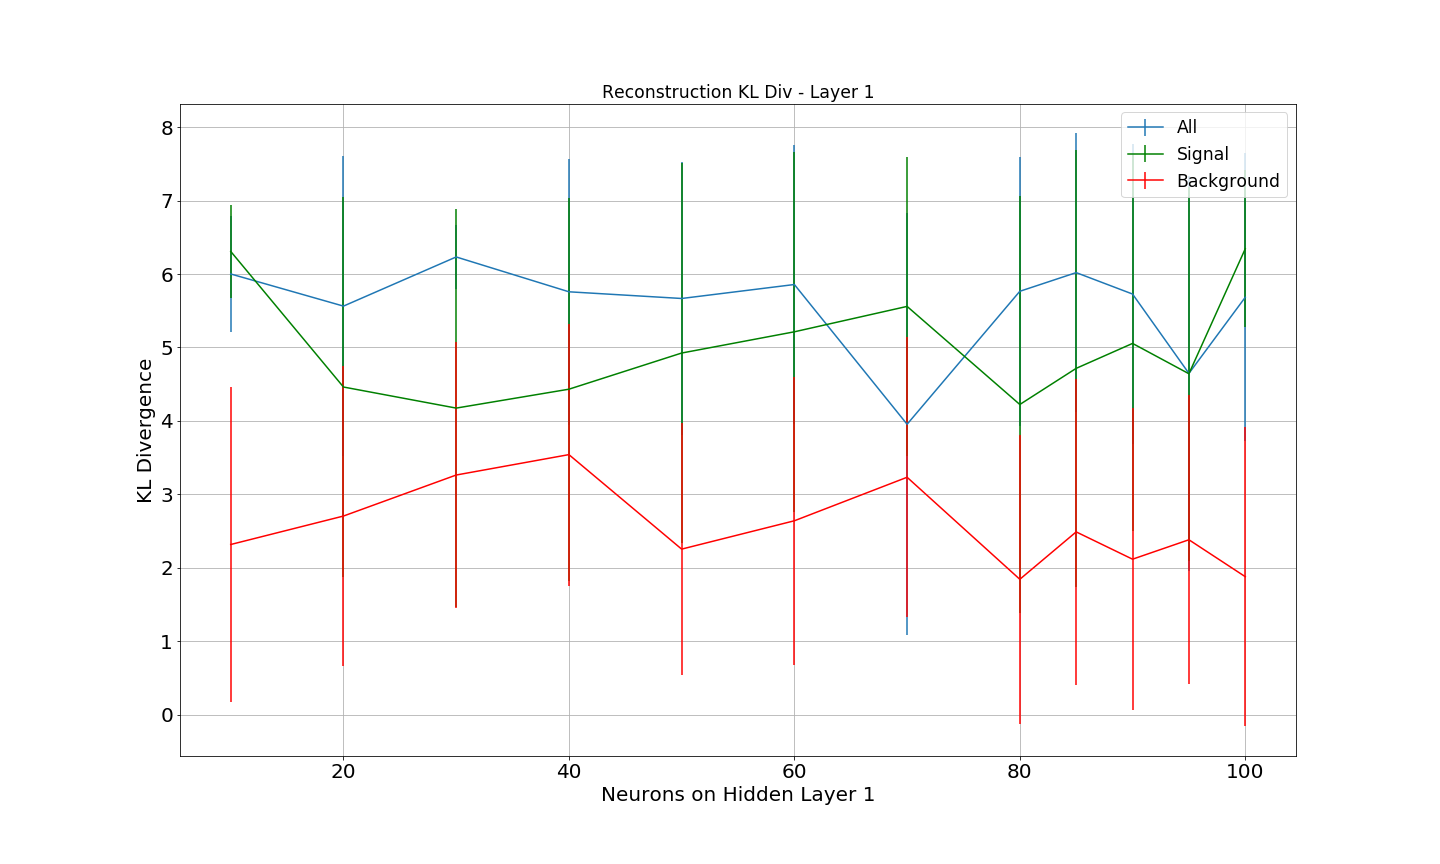 Reconstruction KL Div - Layer 1
All
Signal
Background
KL Divergence
8
7
6
5
4
3
2
1
0
20 40 60 80 100
Neurons on Hidden Layer 1